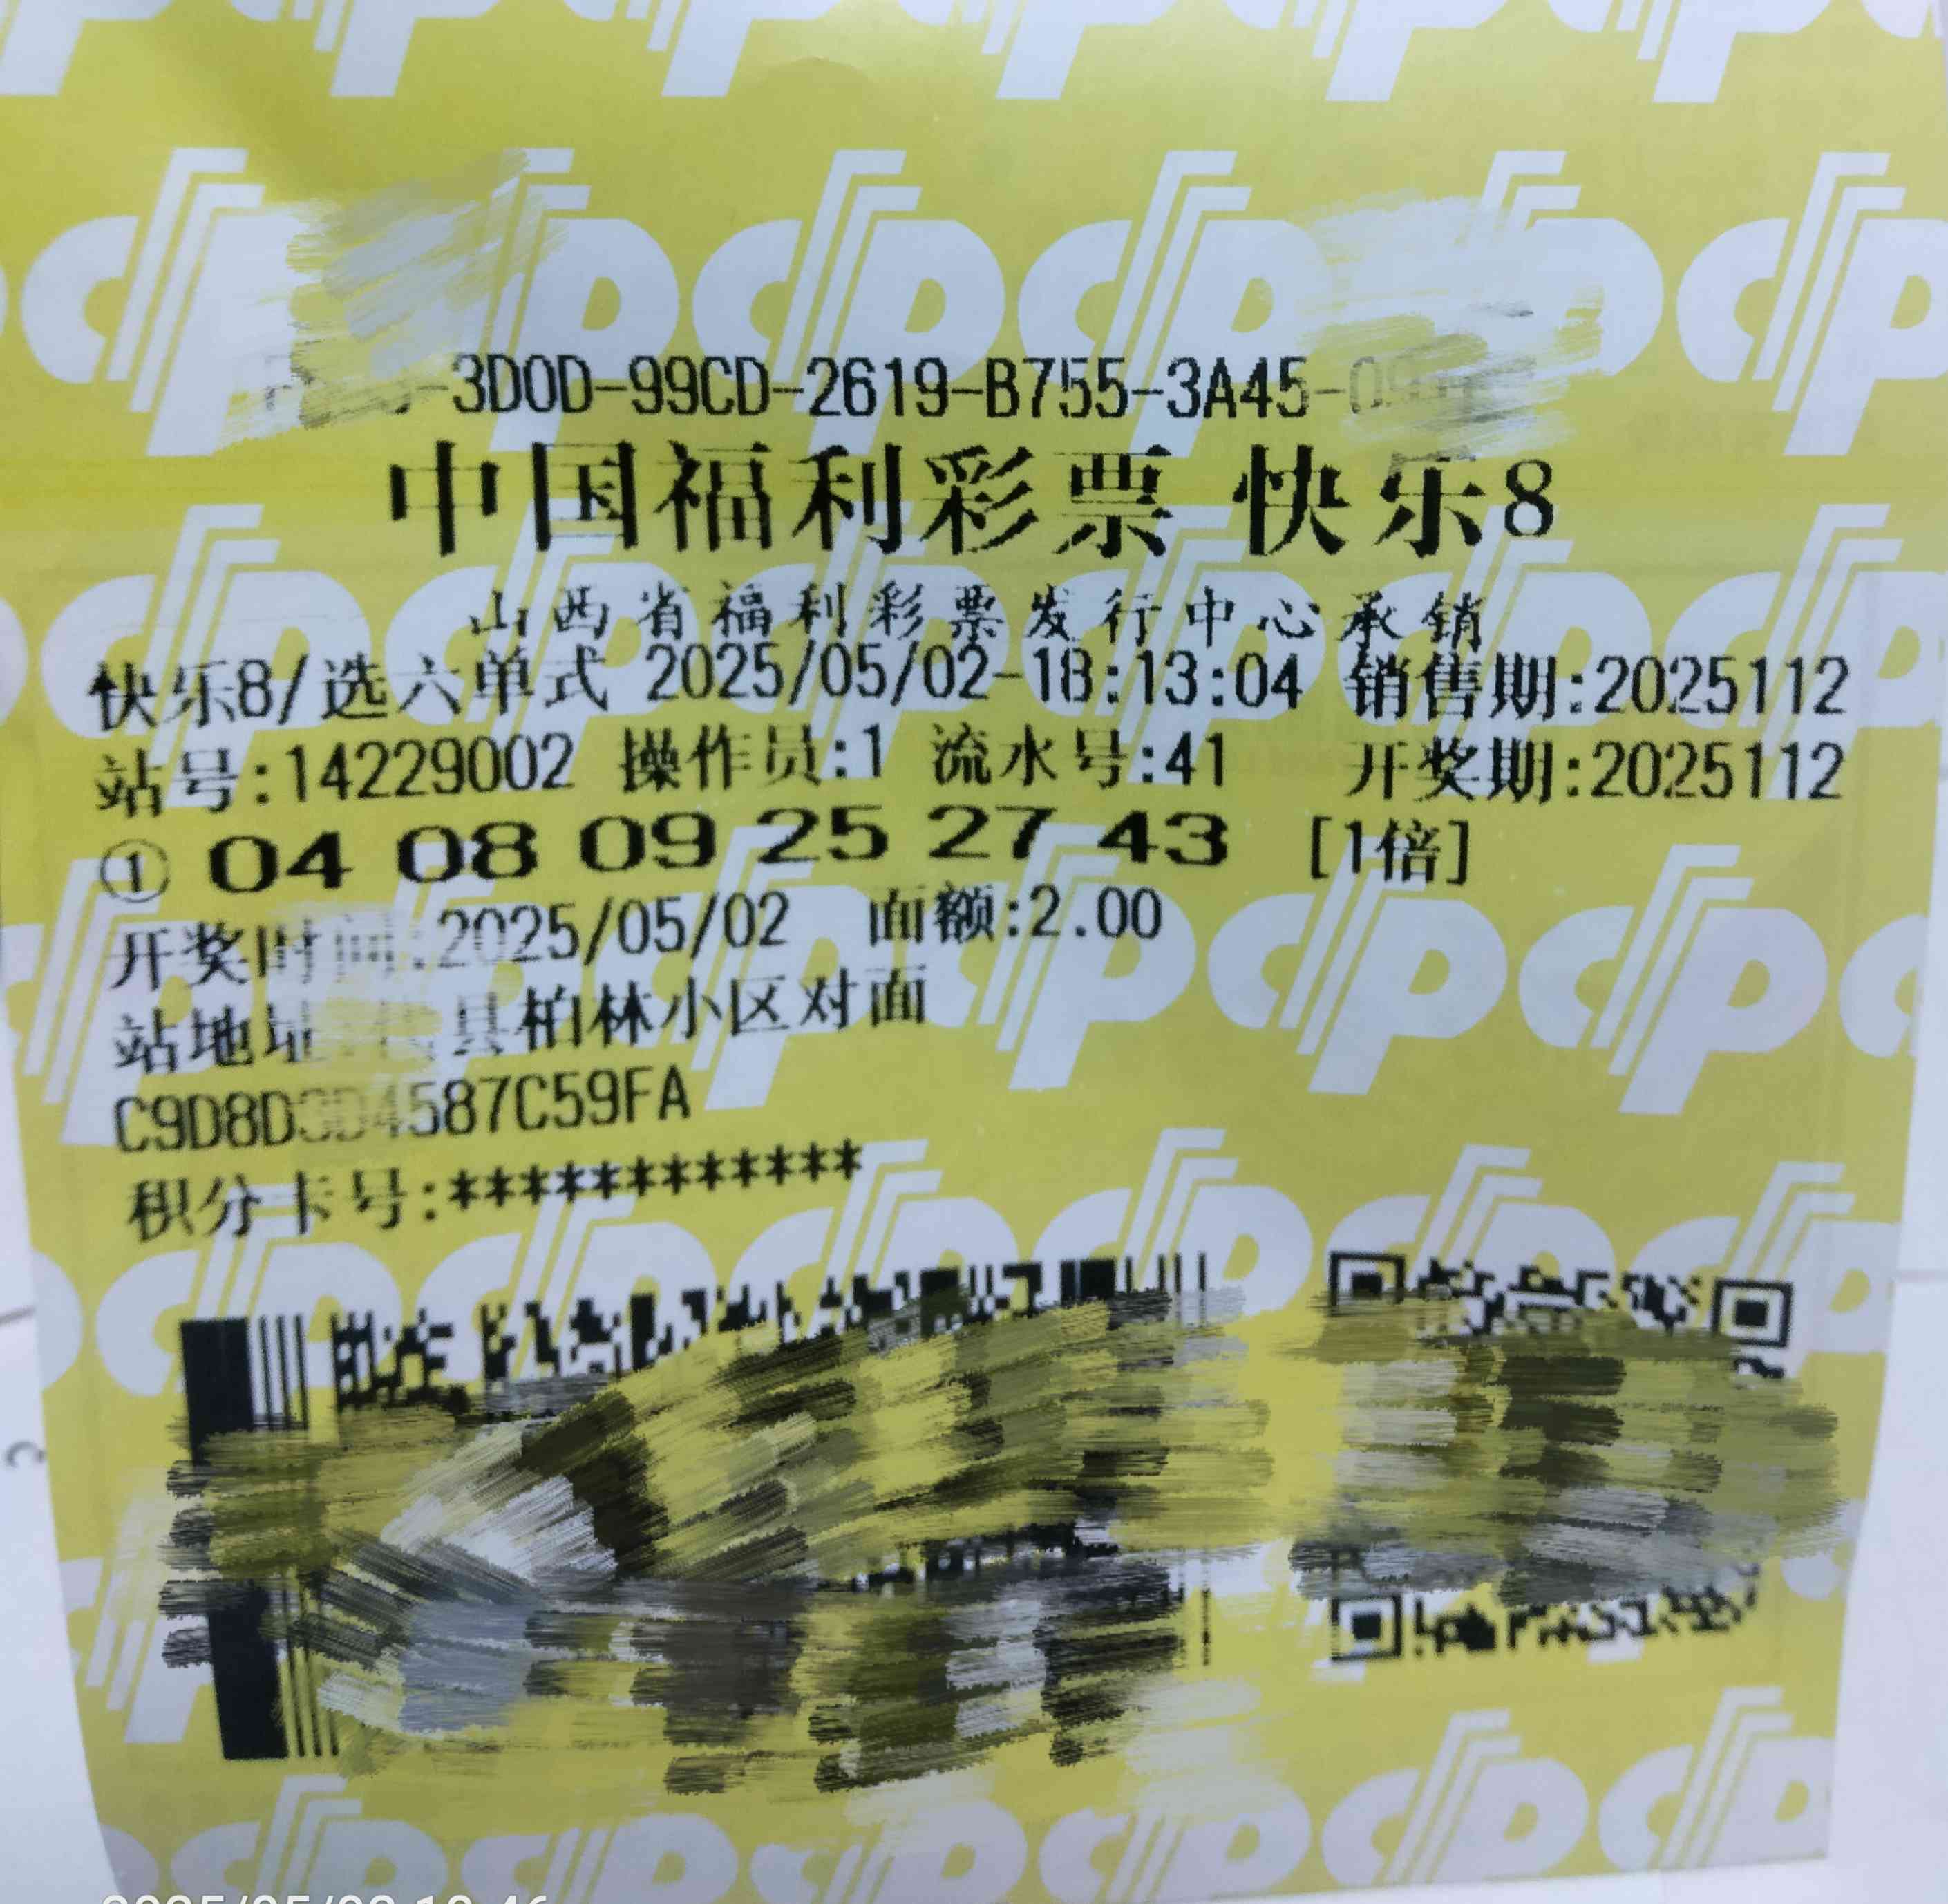 -3D0D-99CD-2619-B755-3A45-
中国福利彩票 快乐8
山西省福利彩票发行中心承销
快乐8/选六单式 2025/05/02-18:13:04 销售期:2025112
站号:14229002 操作员:1 流水号:41 开奖期:2025112
① 04 08 09 25 27 43 [1倍]
开奖时间:2025/05/02 面额:2.00
站地址 县柏林小区对面
C9D8D3D4587C59FA
积分卡号:************